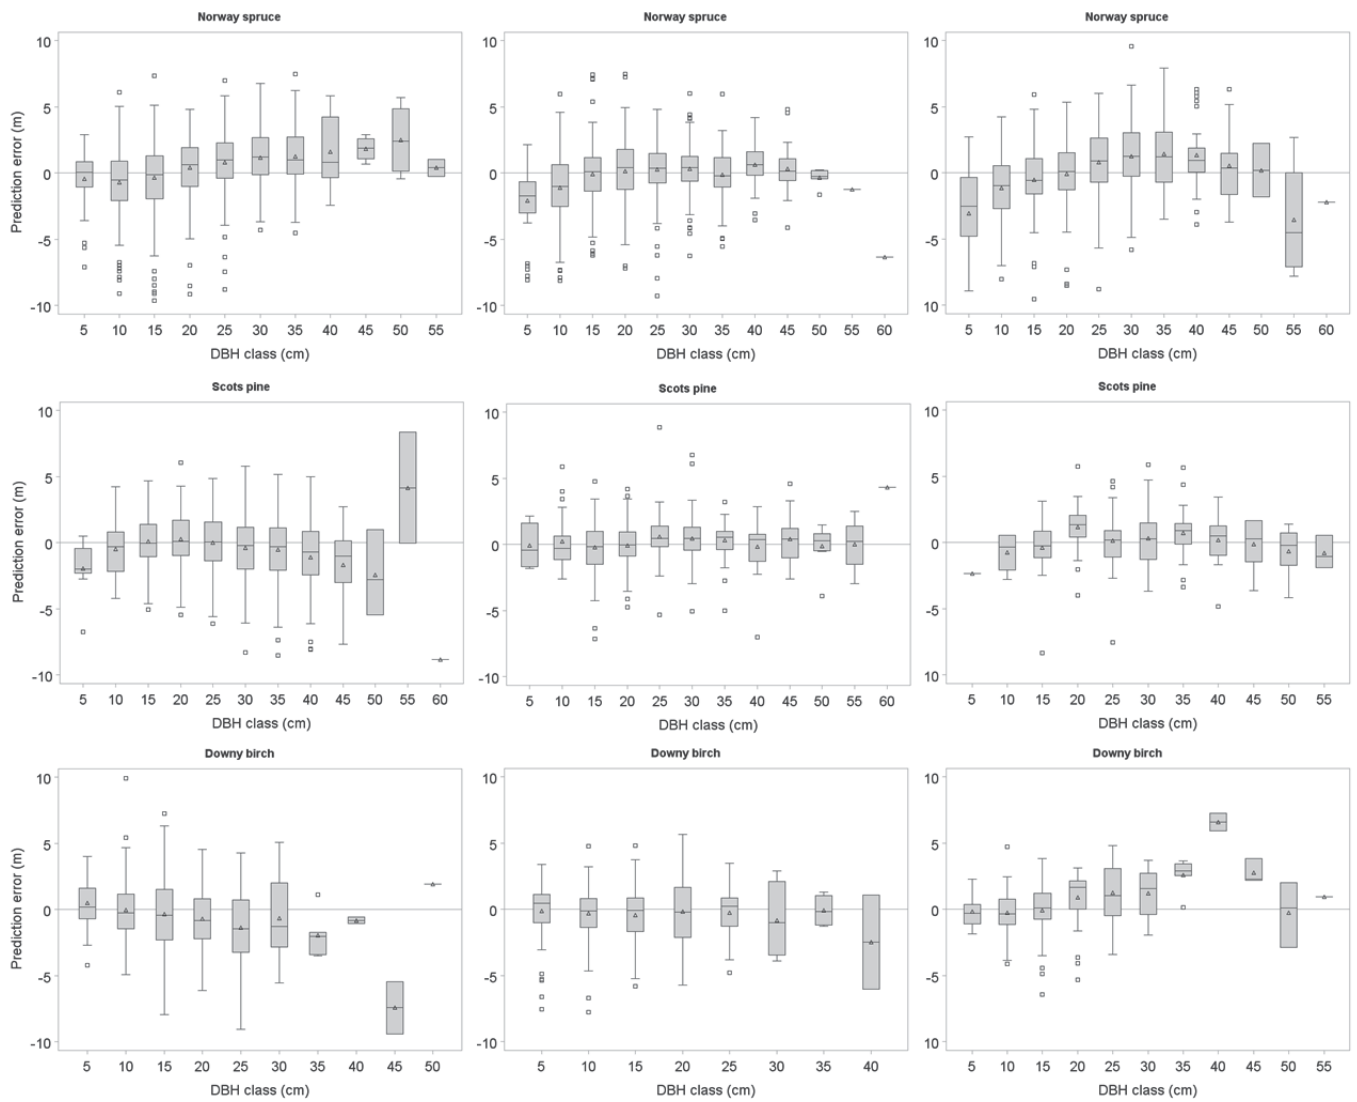 Norway spruce Norway spruce Norway spruce
10 10 10
5 5 5
0 0 0
-5 -5 -5
-10 -10 10
Prediction error (m)
5 10 15 20 25 30 35 40 45 50 55 5 10 15 20 25 30 35 40 45 50 55 60 5 10 15 20 25 30 35 40 45 50 55 60
DBH class (cm) DBH class (cm) DBH class (cm)
Scots pine Scots pine Scots pine
10 10 10
5 5 5
0 0 0
-5 -5 -5
-10 -10 10
Prediction error (m)
5 10 15 20 25 30 35 40 45 50 55 60 5 10 15 20 25 30 35 40 45 50 55 60 5 10 15 20 25 30 35 40 45 50 55
DBH class (cm) DBH class (cm) DBH class (cm)
Downy birch Downy birch Downy birch
10 10 10
5 5 5
0 0 0
-5 -5 -5
-10 -10 10
Prediction error (m)
5 10 15 20 25 30 35 40 45 50 5 10 15 20 25 30 35 40 5 10 15 20 25 30 35 40 45 50 55
DBH class (cm) DBH class (cm) DBH class (cm)